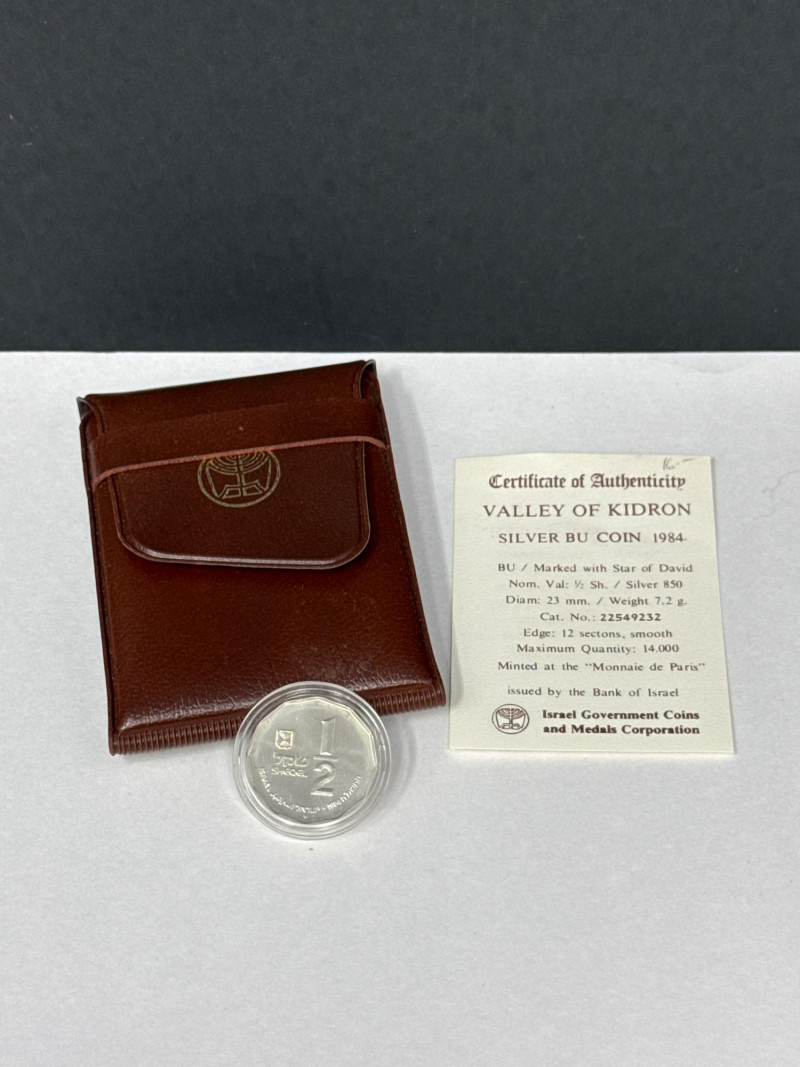 Certificate of Authenticity
VALLEY OF KIDRON
SILVER BU COIN 1984
BU / Marked with Star of David
Nom. Val: ½ Sh. / Silver 850
Diam: 23 mm. / Weight 7.2 g.
Cat. No.: 22549232
Edge: 12 sectons, smooth
Maximum Quantity: 14.000
Minted at the "Monnaie de Paris"
issued by the Bank of Israel
Israel Government Coins
and Medals Corporation
1
2
שקל
SHEQEL